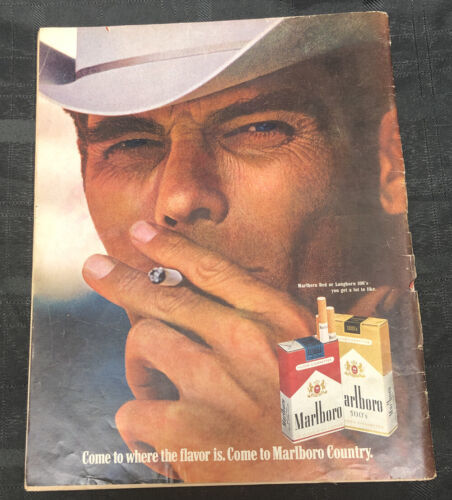 Marlboro Red or Longhorn 100's
you get a lot to like.
Marlboro
Marlboro
100's
Come to where the flavor is. Come to Marlboro Country.